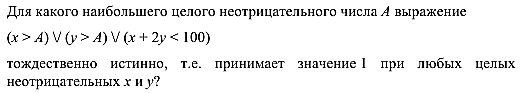 Для какого наибольшего целого неотрицательного числа A выражение
(x > A) \/ (y > A) \/ (x + 2y < 100)
тождественно истинно, т.е. принимает значение 1 при любых целых
неотрицательных x и y?